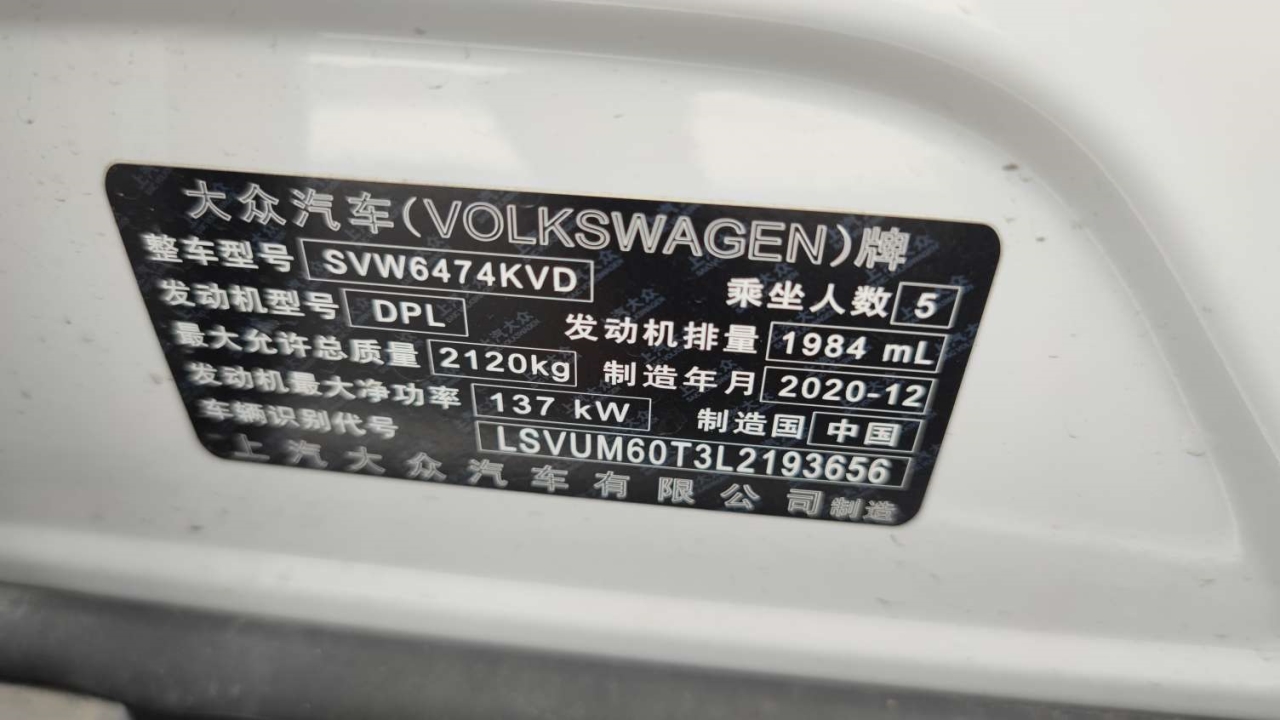 大众汽车(VOLKSWAGEN)牌
整车型号 SVW6474KVD 乘坐人数 5
发动机型号 DPL 发动机排量 1984 mL
最大允许总质量 2120kg 制造年月 2020-12
发动机最大净功率 137 kW 制造国 中国
车辆识别代号 LSVUM60T3L2193656
上汽大众汽车有限公司制造